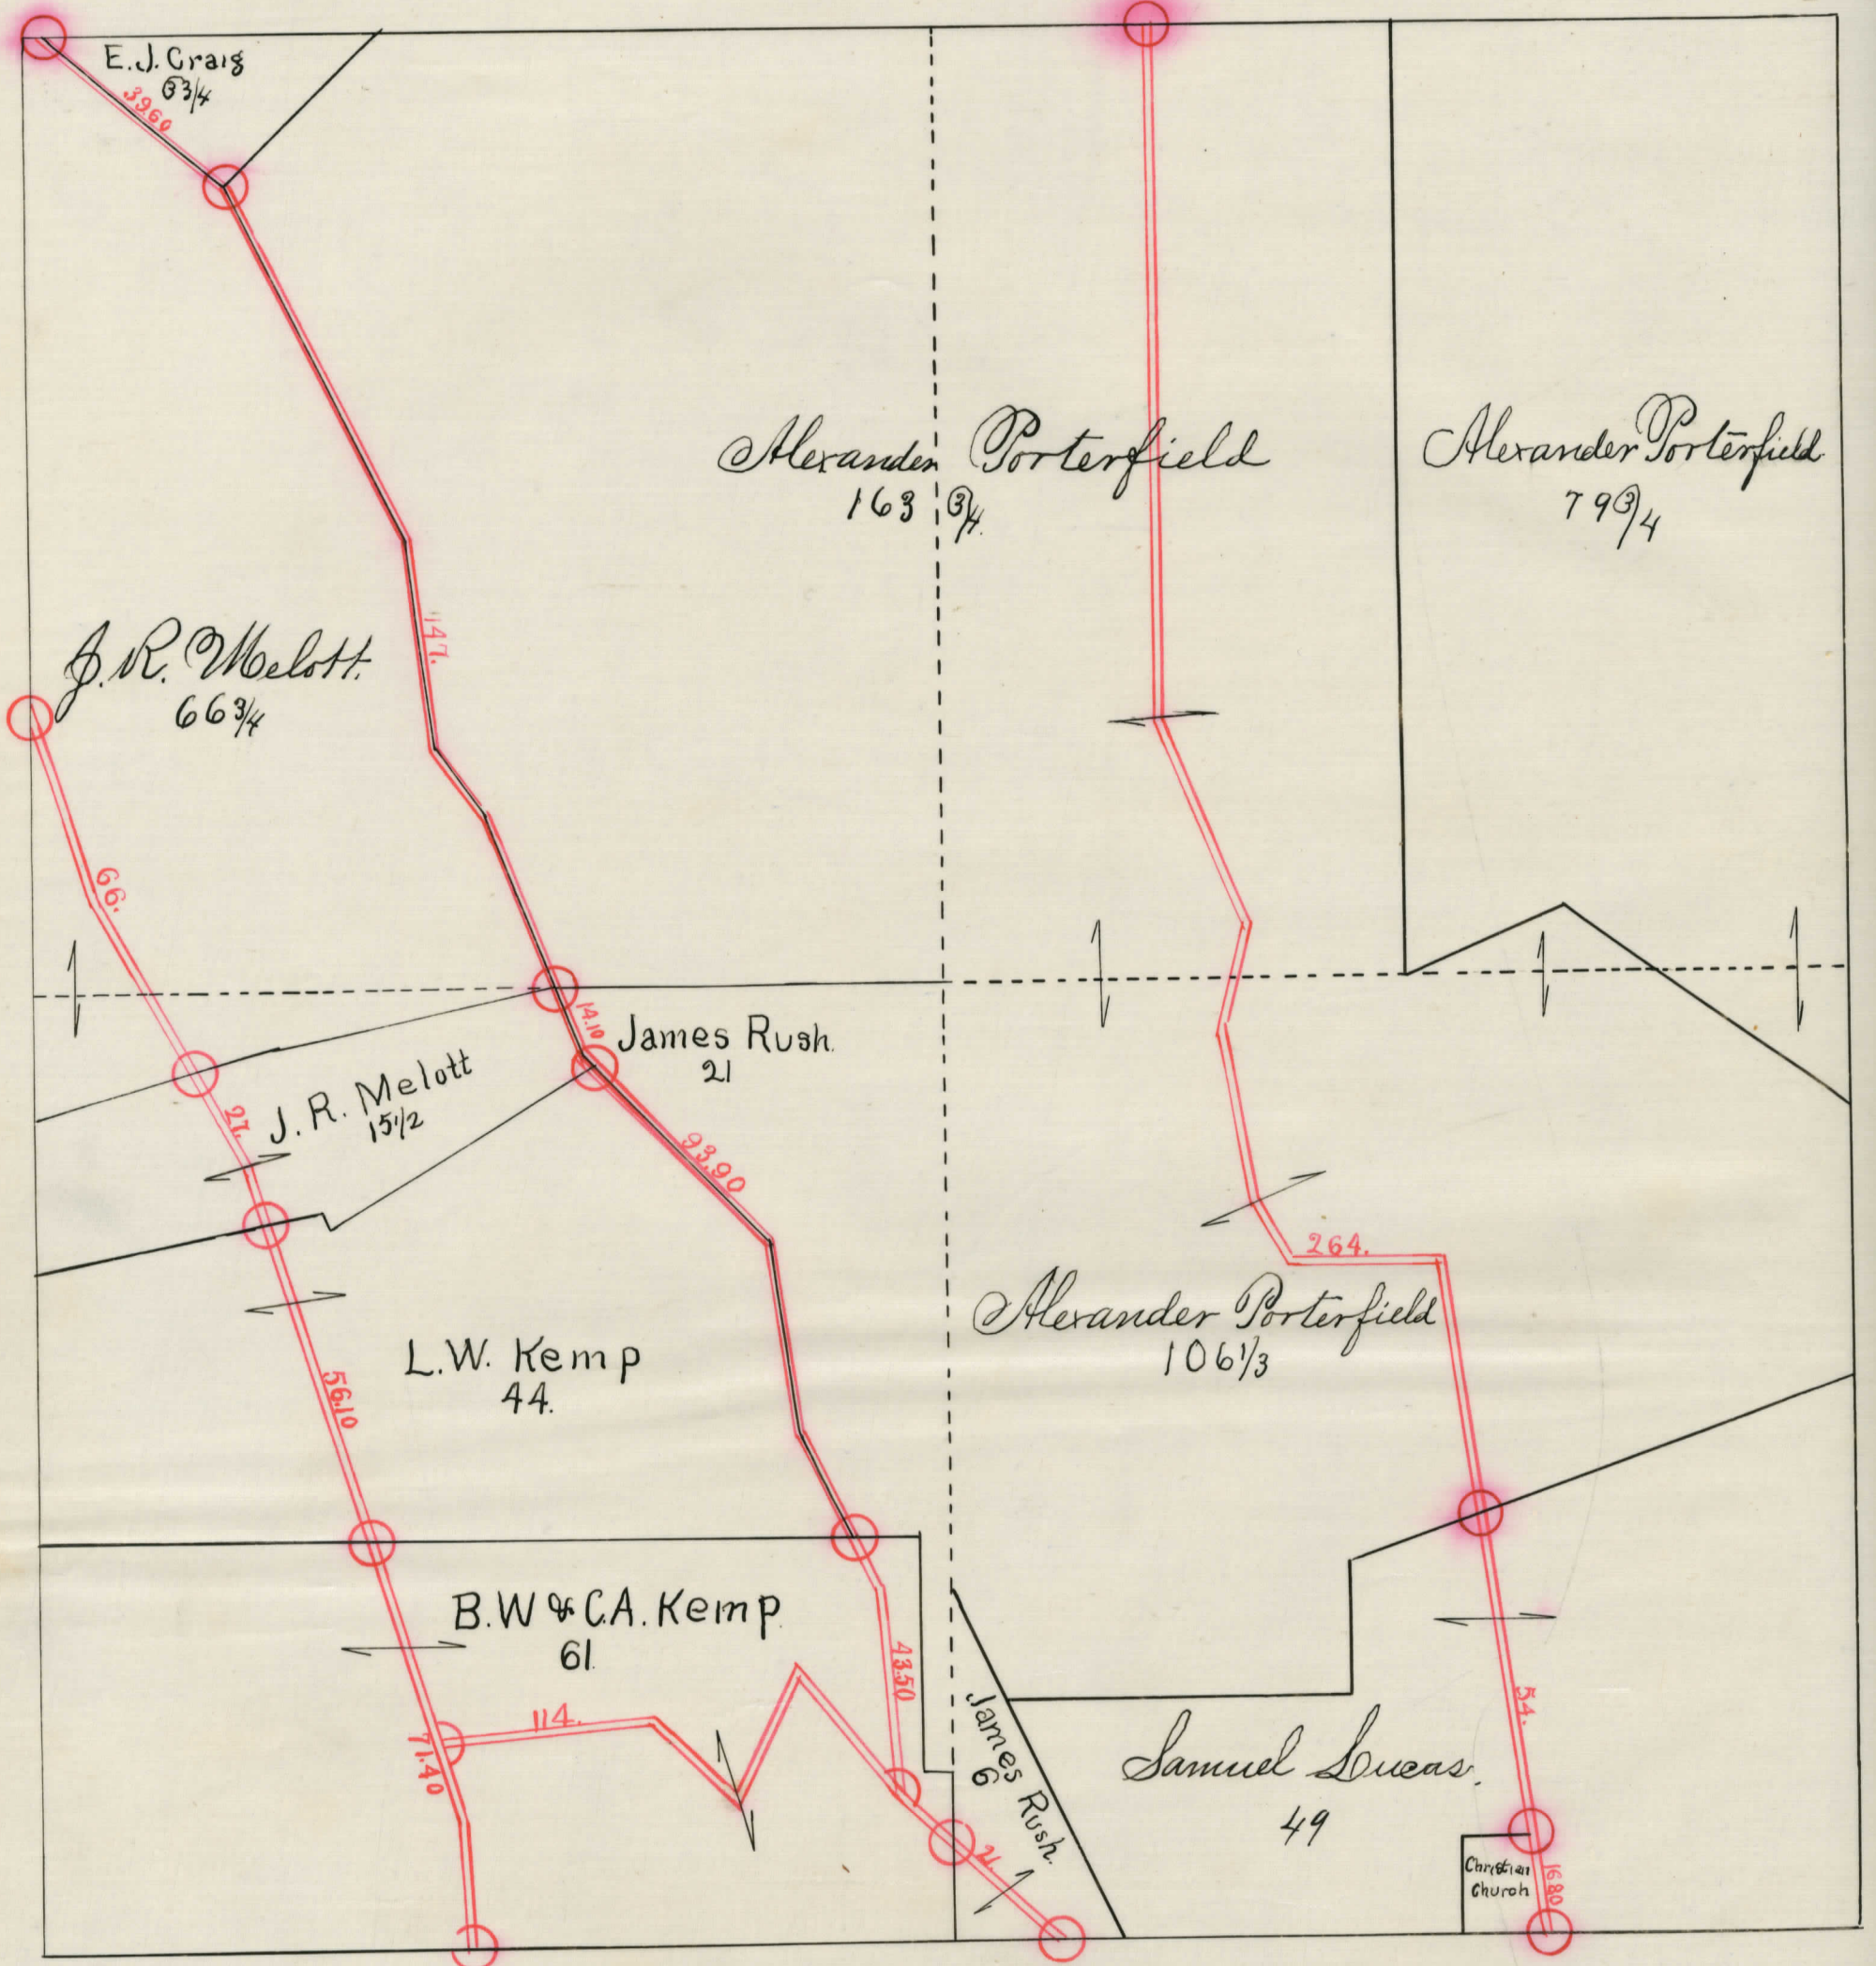 E.J. Craig
6 3/4
39.60
Alexander Porterfield
163 3/4
Alexander Porterfield
79 3/4
147.
J. R. Melott.
66 3/4
66.
14.10
James Rush.
21
J. R. Melott
15 1/2
27.
93.90
264.
Alexander Porterfield
106 1/3
L.W. Kemp
44.
56.10
B.W & C.A. Kemp.
61.
43.50
114.
71.40
James Rush.
6
54.
Samuel Lucas.
49
Christian
Church
16.80